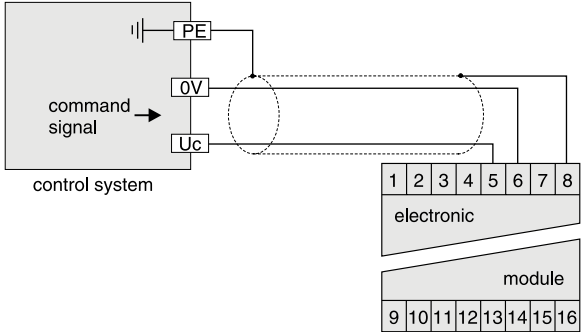 PE
0V
command
signal
Uc
control system
1 2 3 4 5 6 7 8
electronic
module
9 10 11 12 13 14 15 16